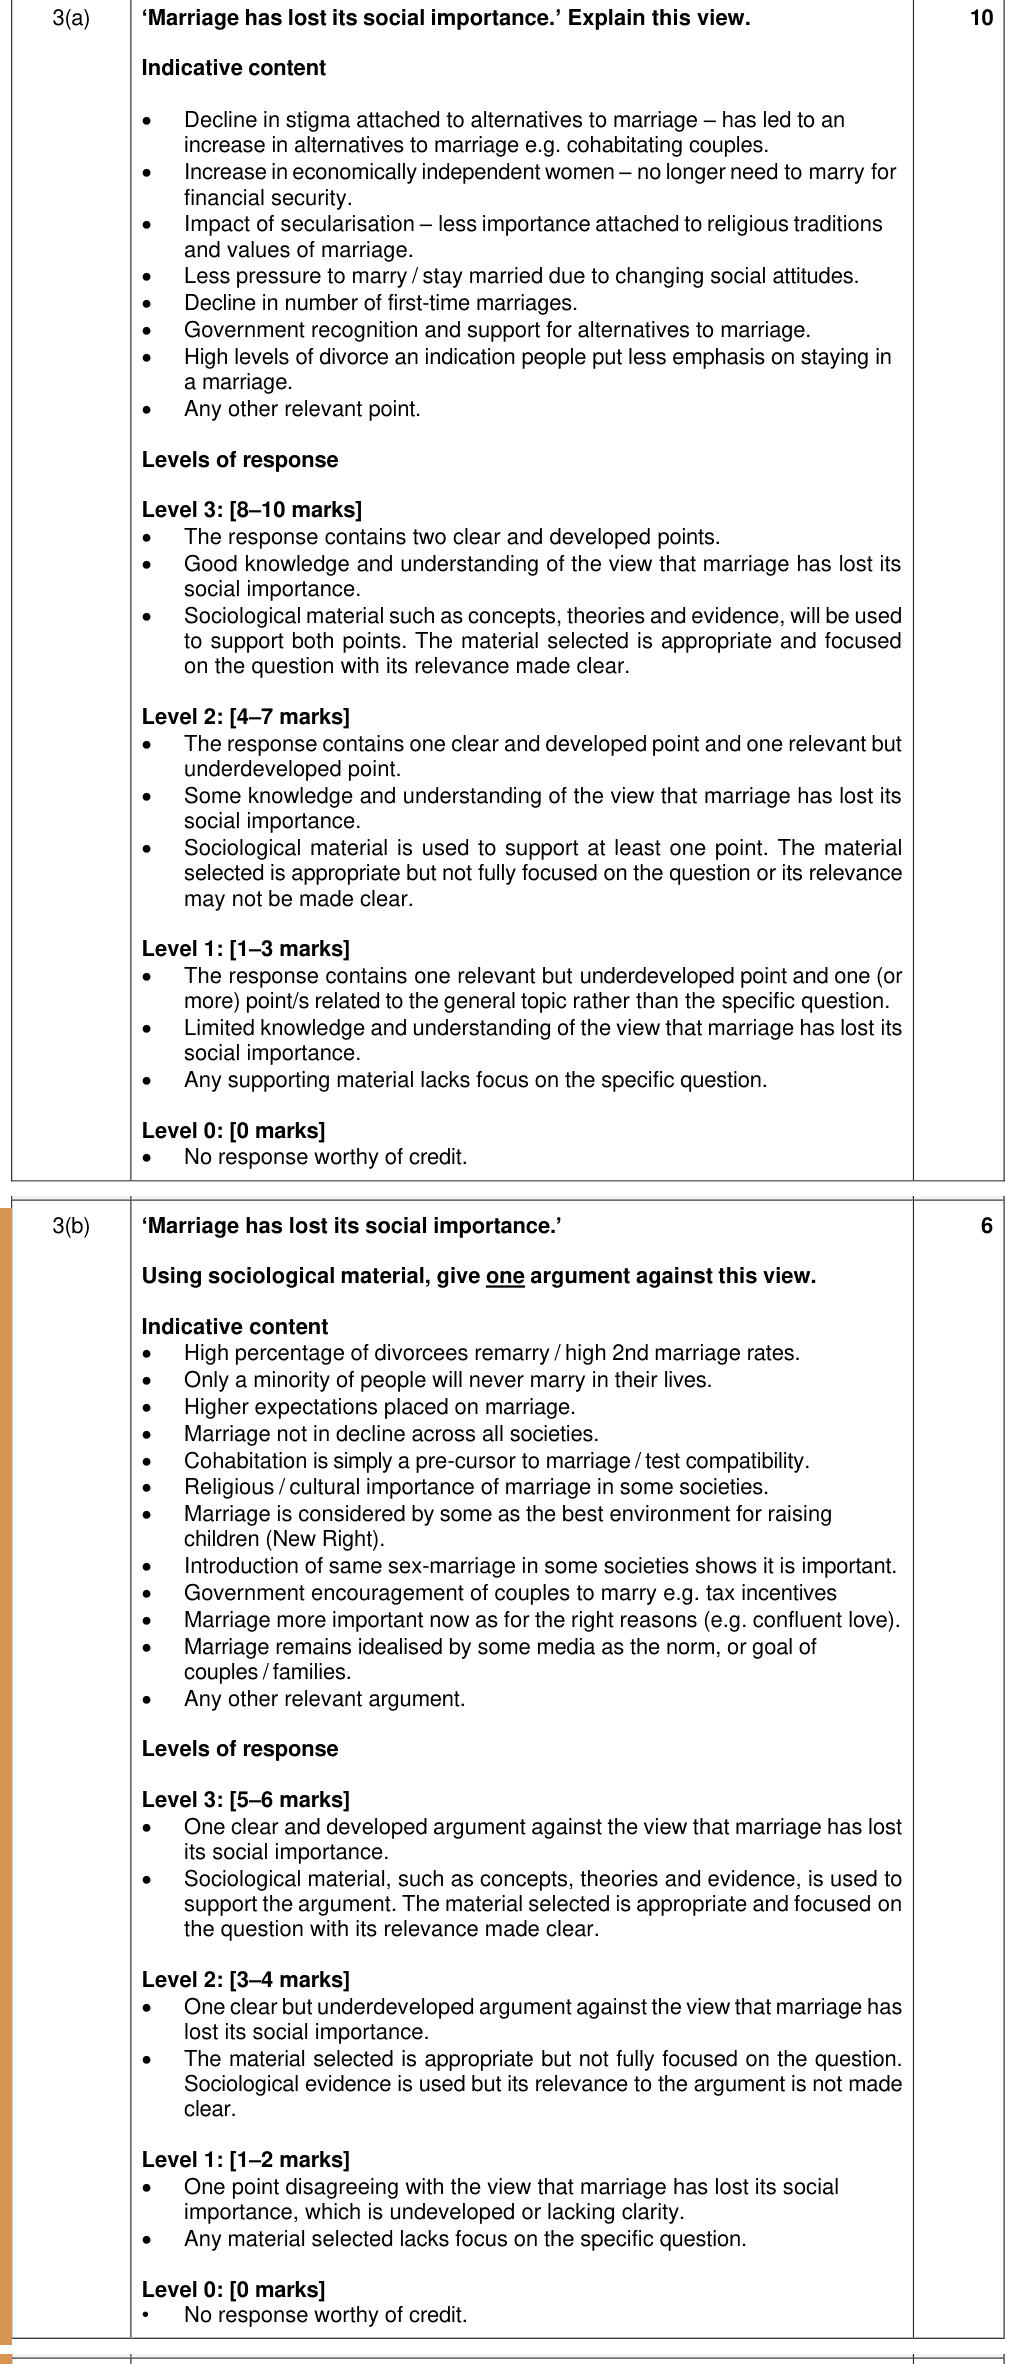 3(a) ‘Marriage has lost its social importance.’ Explain this view. 10
Indicative content
• Decline in stigma attached to alternatives to marriage – has led to an
increase in alternatives to marriage e.g. cohabitating couples.
• Increase in economically independent women – no longer need to marry for
financial security.
• Impact of secularisation – less importance attached to religious traditions
and values of marriage.
• Less pressure to marry / stay married due to changing social attitudes.
• Decline in number of first-time marriages.
• Government recognition and support for alternatives to marriage.
• High levels of divorce an indication people put less emphasis on staying in
a marriage.
• Any other relevant point.
Levels of response
Level 3: [8–10 marks]
• The response contains two clear and developed points.
• Good knowledge and understanding of the view that marriage has lost its
social importance.
• Sociological material such as concepts, theories and evidence, will be used
to support both points. The material selected is appropriate and focused
on the question with its relevance made clear.
Level 2: [4–7 marks]
• The response contains one clear and developed point and one relevant but
underdeveloped point.
• Some knowledge and understanding of the view that marriage has lost its
social importance.
• Sociological material is used to support at least one point. The material
selected is appropriate but not fully focused on the question or its relevance
may not be made clear.
Level 1: [1–3 marks]
• The response contains one relevant but underdeveloped point and one (or
more) point/s related to the general topic rather than the specific question.
• Limited knowledge and understanding of the view that marriage has lost its
social importance.
• Any supporting material lacks focus on the specific question.
Level 0: [0 marks]
• No response worthy of credit.
3(b) ‘Marriage has lost its social importance.’ 6
Using sociological material, give one argument against this view.
Indicative content
• High percentage of divorcees remarry / high 2nd marriage rates.
• Only a minority of people will never marry in their lives.
• Higher expectations placed on marriage.
• Marriage not in decline across all societies.
• Cohabitation is simply a pre-cursor to marriage / test compatibility.
• Religious / cultural importance of marriage in some societies.
• Marriage is considered by some as the best environment for raising
children (New Right).
• Introduction of same sex-marriage in some societies shows it is important.
• Government encouragement of couples to marry e.g. tax incentives
• Marriage more important now as for the right reasons (e.g. confluent love).
• Marriage remains idealised by some media as the norm, or goal of
couples / families.
• Any other relevant argument.
Levels of response
Level 3: [5–6 marks]
• One clear and developed argument against the view that marriage has lost
its social importance.
• Sociological material, such as concepts, theories and evidence, is used to
support the argument. The material selected is appropriate and focused on
the question with its relevance made clear.
Level 2: [3–4 marks]
• One clear but underdeveloped argument against the view that marriage has
lost its social importance.
• The material selected is appropriate but not fully focused on the question.
Sociological evidence is used but its relevance to the argument is not made
clear.
Level 1: [1–2 marks]
• One point disagreeing with the view that marriage has lost its social
importance, which is undeveloped or lacking clarity.
• Any material selected lacks focus on the specific question.
Level 0: [0 marks]
• No response worthy of credit.